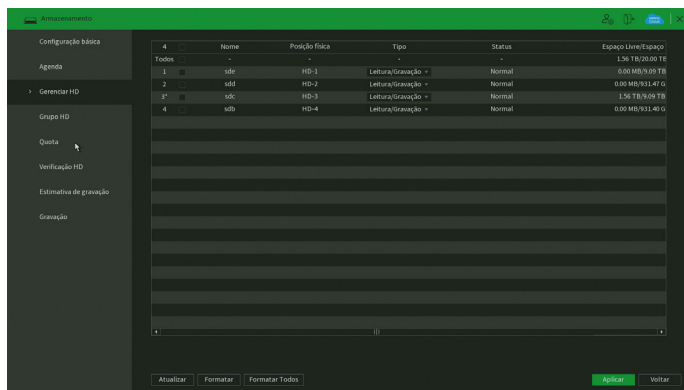 Armazenamento
Configuração básica
Agenda
Gerenciar HD
Grupo HD
Quota
Verificação HD
Estimativa de gravação
Gravação
4 Nome Posição física Tipo Status Espaço Livre/Espaço
Todos - - - - 1.56 TB/20.00 TB
1 sde HD-1 Leitura/Gravação Normal 0.00 MB/9.09 TB
2 sdd HD-2 Leitura/Gravação Normal 0.00 MB/931.47 G
3* sdc HD-3 Leitura/Gravação Normal 1.56 TB/9.09 TB
4 sdb HD-4 Leitura/Gravação Normal 0.00 MB/931.40 G
Atualizar Formatar Formatar Todos Aplicar Voltar